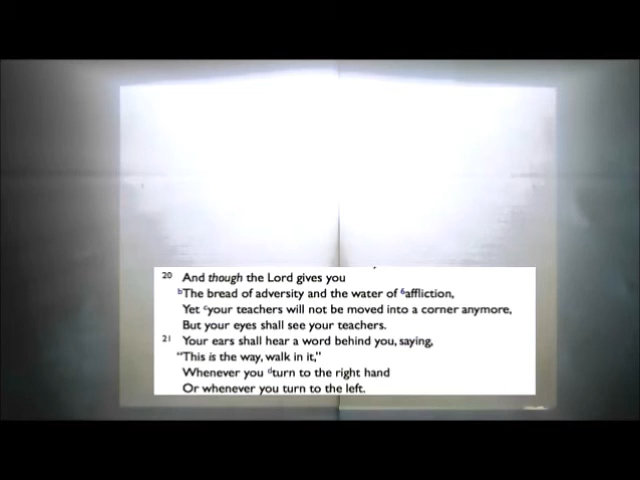 20 And though the Lord gives you
bThe bread of adversity and the water of 6affliction,
Yet cyour teachers will not be moved into a corner anymore,
But your eyes shall see your teachers.
21 Your ears shall hear a word behind you, saying,
“This is the way, walk in it,”
Whenever you dturn to the right hand
Or whenever you turn to the left.